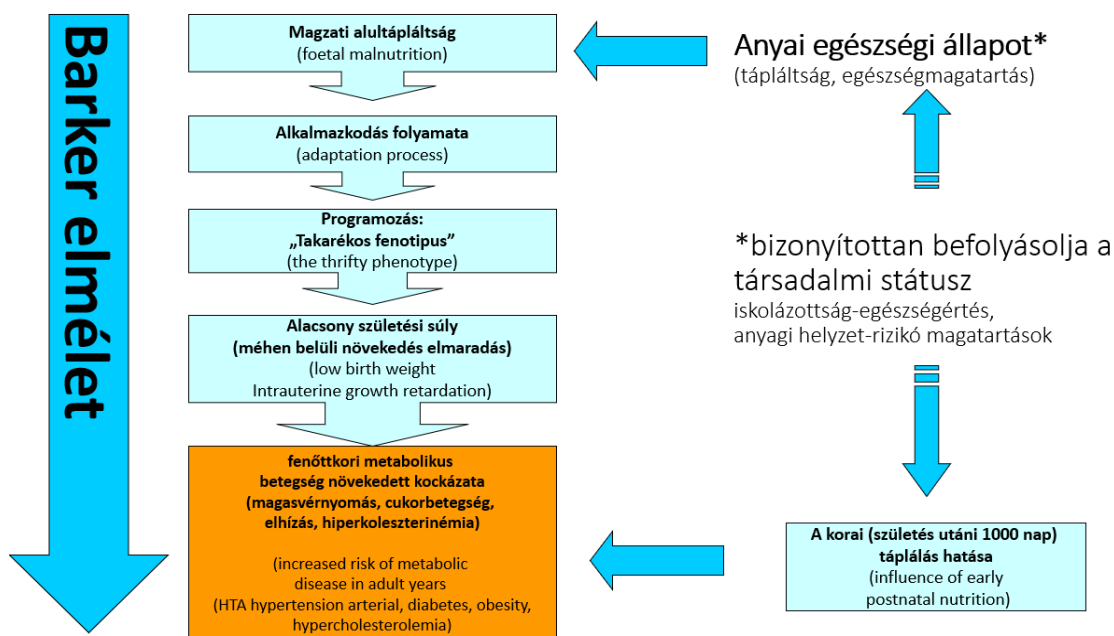 Barker elmélet
Magzati alultápláltság
(foetal malnutrition)
Alkalmazkodás folyamata
(adaptation process)
Programozás:
„Takarékos fenotipus”
(the thrifty phenotype)
Alacsony születési súly
(méhen belüli növekedés elmaradás)
(low birth weight
Intrauterine growth retardation)
fenőttkori metabolikus
betegség növekedett kockázata
(magasvérnyomás, cukorbetegség,
elhízás, hiperkoleszterinémia)
(increased risk of metabolic
disease in adult years
(HTA hypertension arterial, diabetes, obesity,
hypercholesterolemia)
Anyai egészségi állapot*
(tápláltság, egészségmagatartás)
*bizonyítottan befolyásolja a
társadalmi státusz
iskolázottság-egészségértés,
anyagi helyzet-rizikó magatartások
A korai (születés utáni 1000 nap)
táplálás hatása
(influence of early
postnatal nutrition)